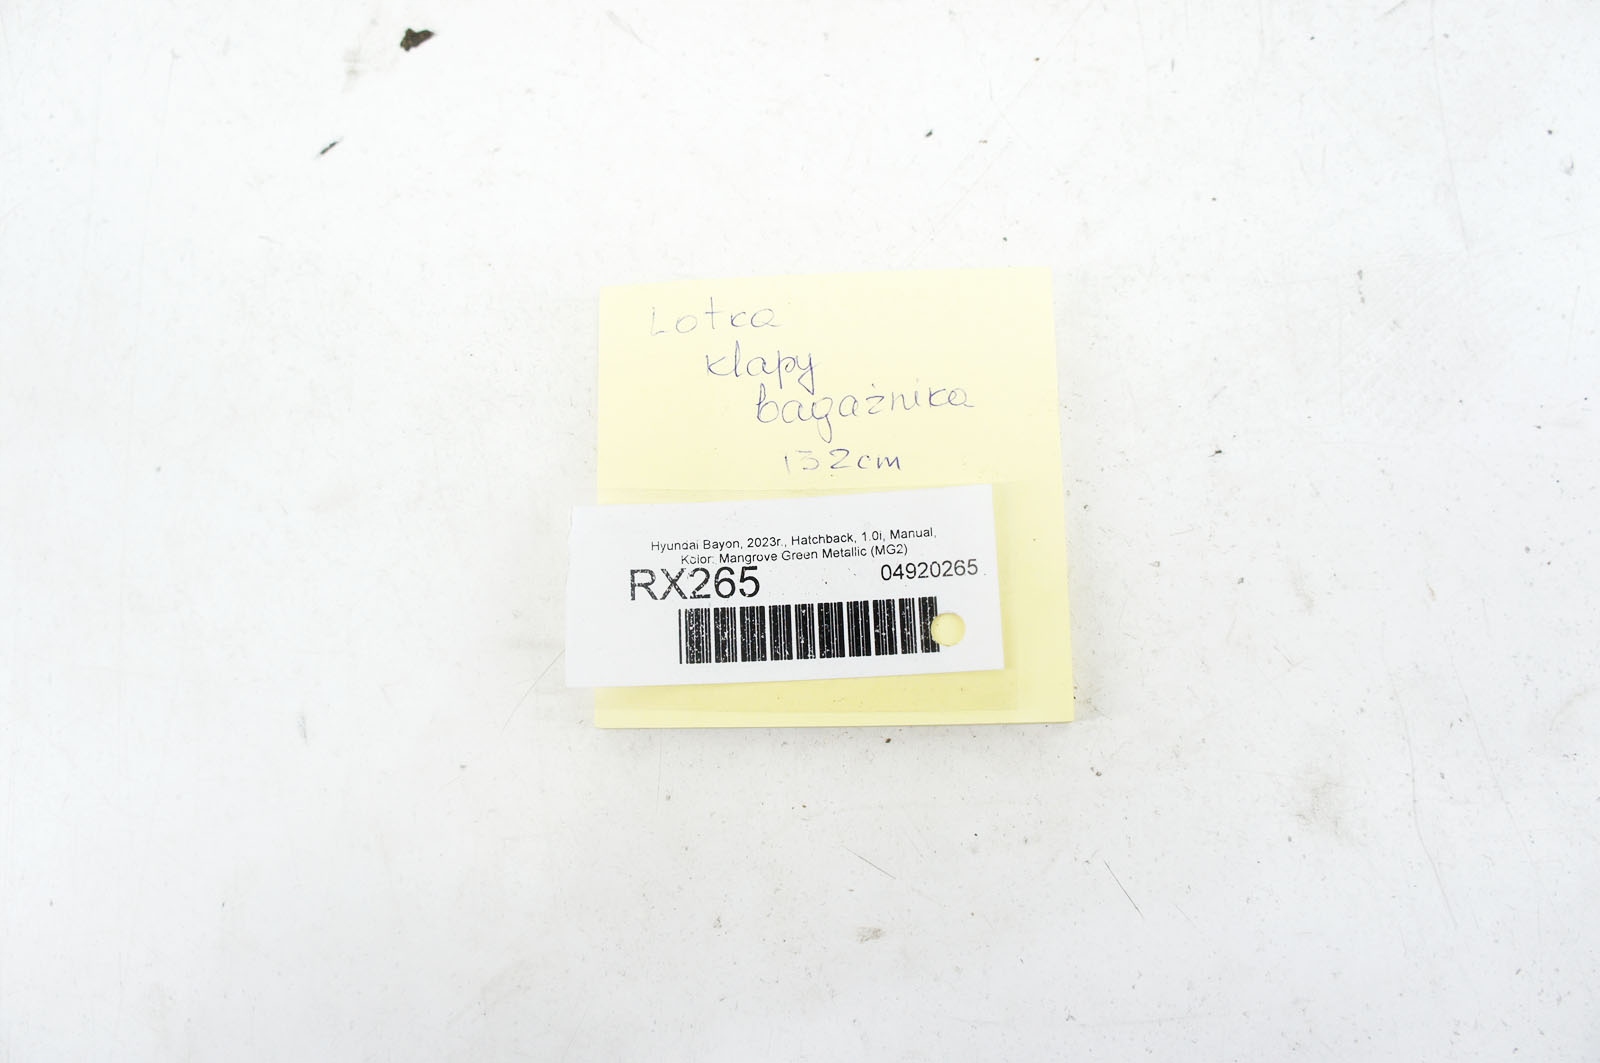 Lotka
klapy
bagażnika
132cm
Hyundai Bayon, 2023r., Hatchback, 1.0i, Manual,
Kolor: Mangrove Green Metallic (MG2)
RX265 04920265